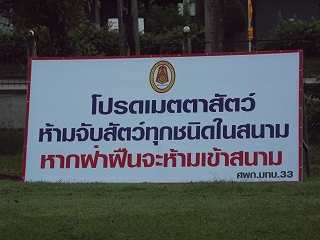 โปรดเมตตาสัตว์
ห้ามจับสัตว์ทุกชนิดในสนาม
หากฝ่าฝืนจะห้ามเข้าสนาม
ศพก.มทบ.33